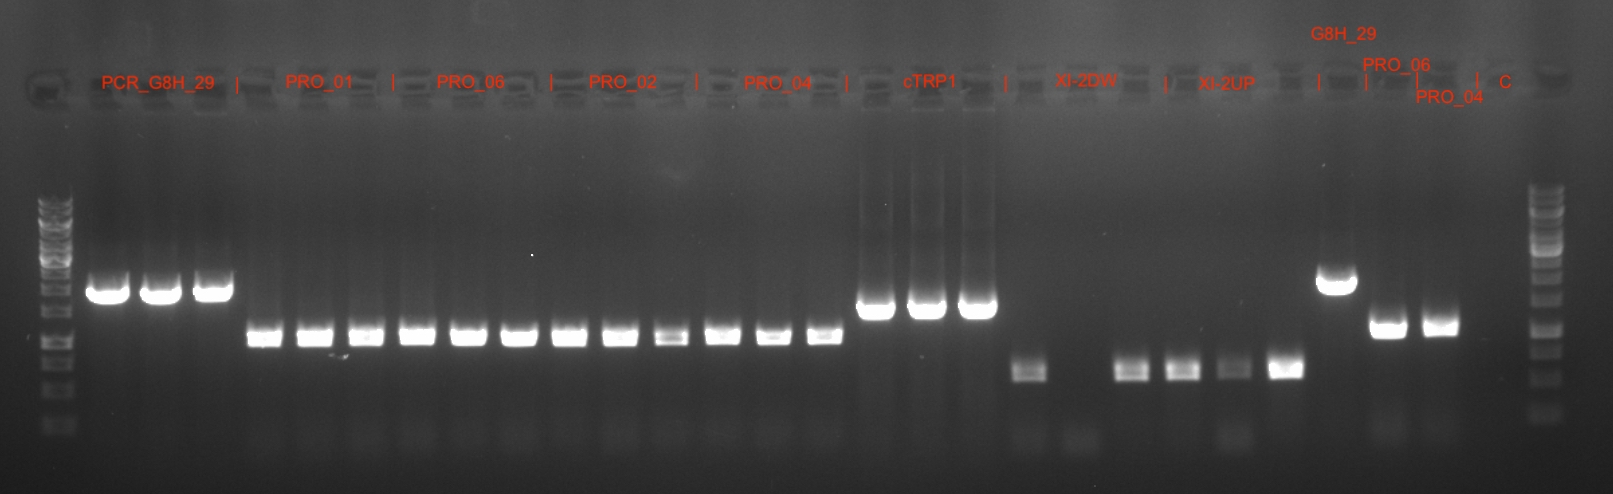 G8H_29
PCR_G8H_29 | PRO_01 | PRO_06 | PRO_02 | PRO_04 | cTRP1 | XI-2DW | XI-2UP | | PRO_06 | PRO_04 | C